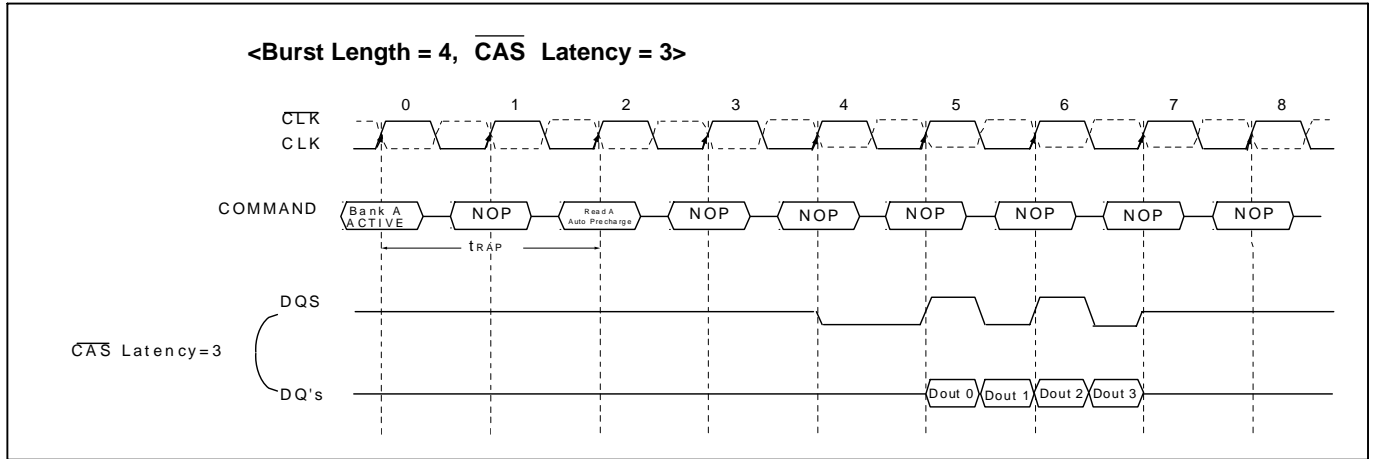 <Burst Length = 4, CAS Latency = 3>
0 1 2 3 4 5 6 7 8
CLK
CLK
COMMAND
Bank A
ACTIVE
NOP
Read A
Auto Precharge
NOP
NOP
NOP
NOP
NOP
NOP
tRAP
DQS
CAS Latency=3
DQ's
Dout 0 Dout 1 Dout 2 Dout 3